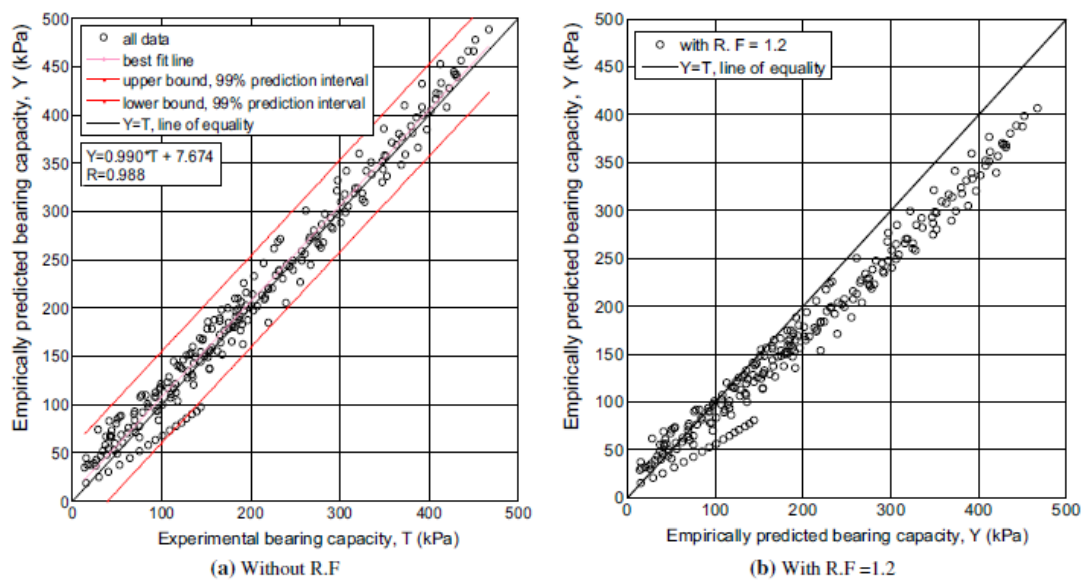 500
450
400
350
300
250
200
150
100
50
0
Empirically predicted bearing capacity, Y (kPa)
all data
best fit line
upper bound, 99% prediction interval
lower bound, 99% prediction interval
Y=T, line of equality
Y=0.990*T + 7.674
R=0.988
0 100 200 300 400 500
Experimental bearing capacity, T (kPa)
(a) Without R.F
500
450
400
350
300
250
200
150
100
50
0
Empirically predicted bearing capacity, Y (kPa)
with R. F = 1.2
Y=T, line of equality
0 100 200 300 400 500
Empirically predicted bearing capacity, Y (kPa)
(b) With R.F =1.2